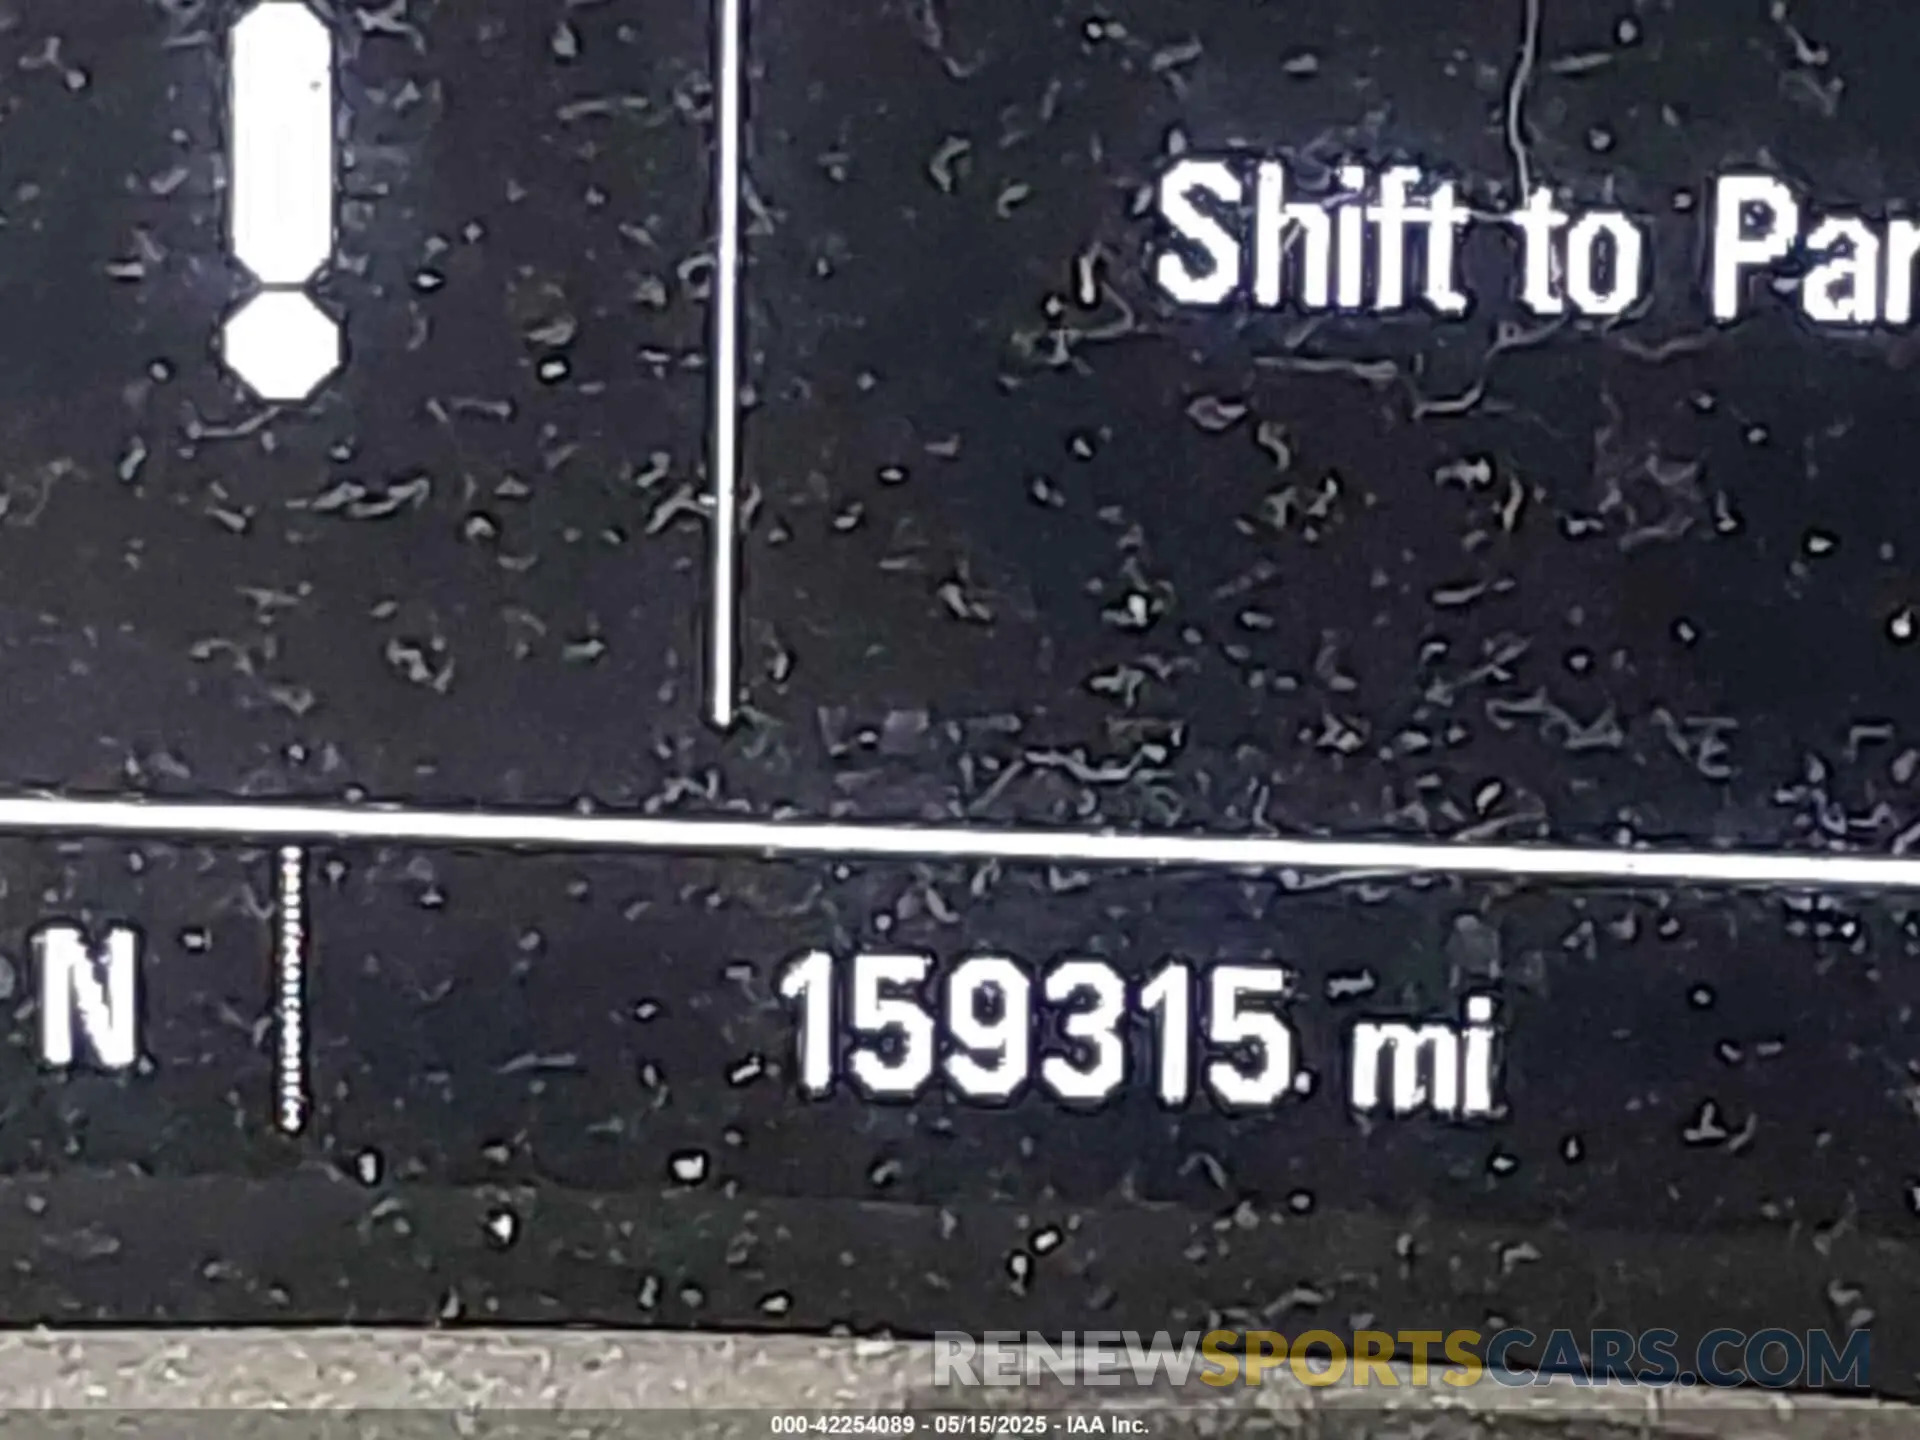 Shift to Par
N
159315 mi
RENEWSPORTSCARS.COM
000-42254089 - 05/15/2025 - IAA Inc.